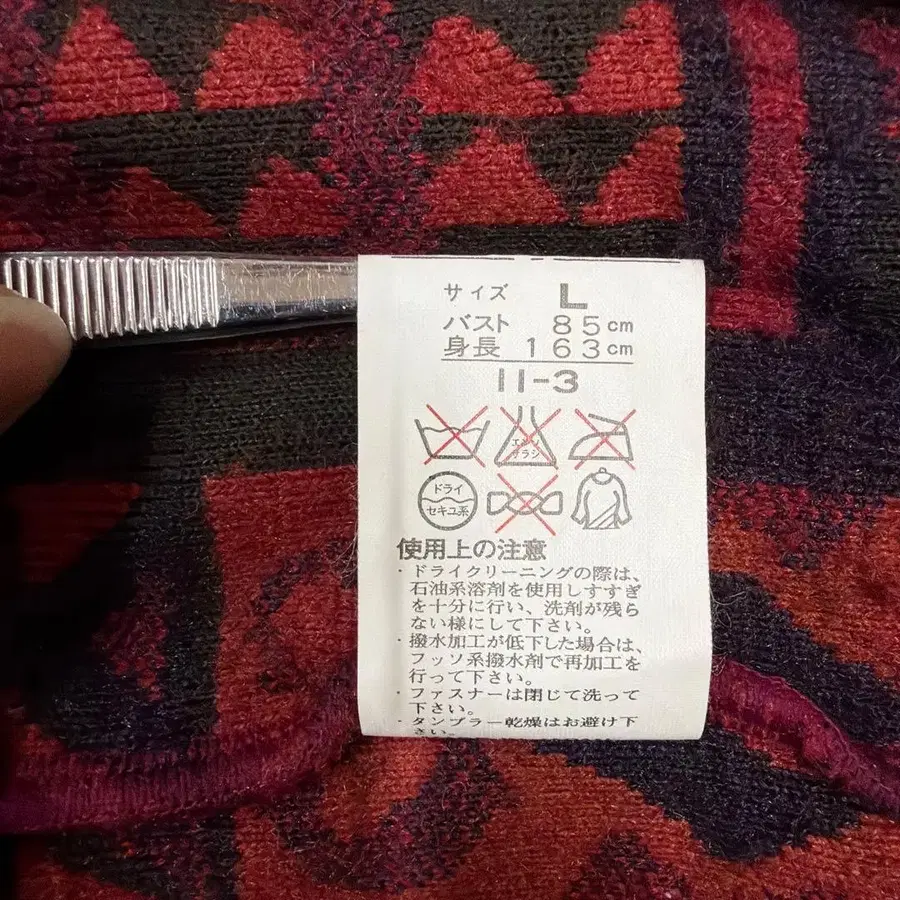 サイズ L
バスト 85cm
身長 163cm
11-3
エンソ
サラシ
ドライ
セキユ系
使用上の注意
・ドライクリーニングの際は、
石油系溶剤を使用しすすぎ
を十分に行い、洗剤が残ら
ない様にして下さい。
・撥水加工が低下した場合は、
フッソ系撥水剤で再加工を
行って下さい。
・ファスナーは閉じて洗って
下さい。
・タンブラー乾燥はお避け下
さい。